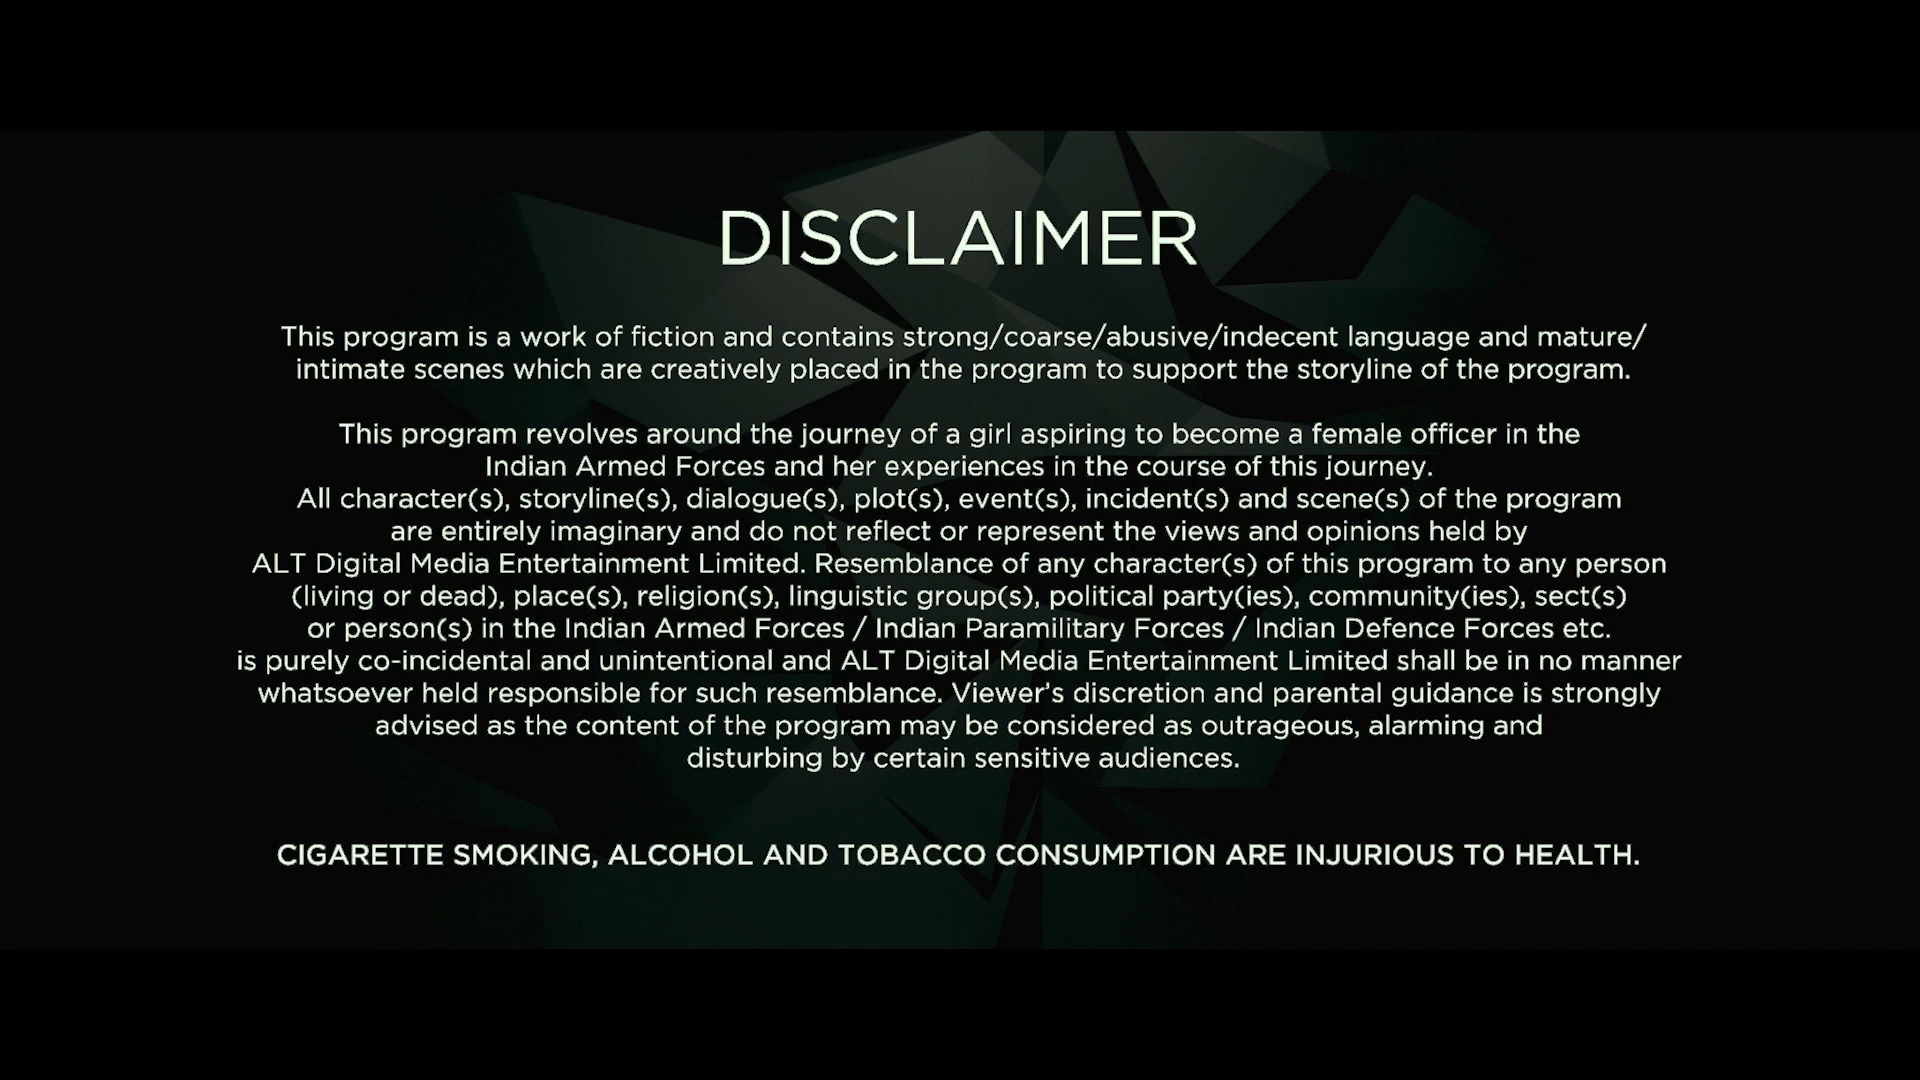 DISCLAIMER
This program is a work of fiction and contains strong/coarse/abusive/indecent language and mature/
intimate scenes which are creatively placed in the program to support the storyline of the program.
This program revolves around the journey of a girl aspiring to become a female officer in the
Indian Armed Forces and her experiences in the course of this journey.
All character(s), storyline(s), dialogue(s), plot(s), event(s), incident(s) and scene(s) of the program
are entirely imaginary and do not reflect or represent the views and opinions held by
ALT Digital Media Entertainment Limited. Resemblance of any character(s) of this program to any person
(living or dead), place(s), religion(s), linguistic group(s), political party(ies), community(ies), sect(s)
or person(s) in the Indian Armed Forces / Indian Paramilitary Forces / Indian Defence Forces etc.
is purely co-incidental and unintentional and ALT Digital Media Entertainment Limited shall be in no manner
whatsoever held responsible for such resemblance. Viewer’s discretion and parental guidance is strongly
advised as the content of the program may be considered as outrageous, alarming and
disturbing by certain sensitive audiences.
CIGARETTE SMOKING, ALCOHOL AND TOBACCO CONSUMPTION ARE INJURIOUS TO HEALTH.